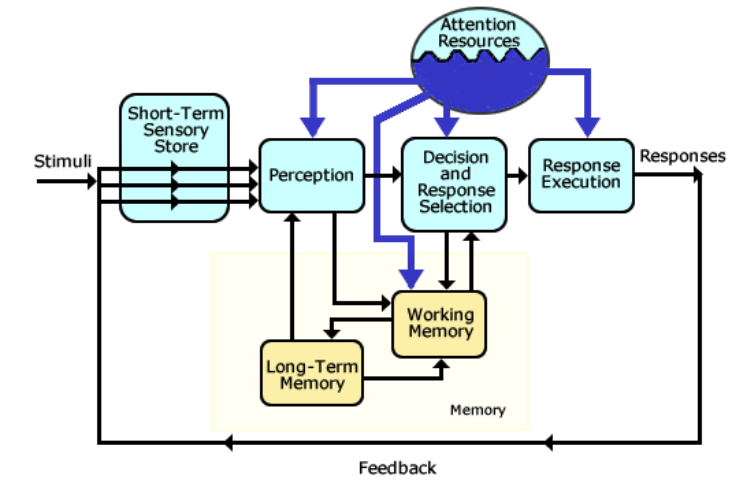 Attention
Resources
Short-Term
Sensory
Store
Stimuli
Perception
Decision
and
Response
Selection
Response
Execution
Responses
Working
Memory
Long-Term
Memory
Memory
Feedback